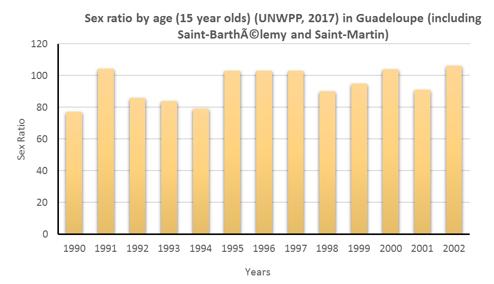 Sex ratio by age (15 year olds) (UNWPP, 2017) in Guadeloupe (including
Saint-BarthÃ©lemy and Saint-Martin)
120
100
80
60
40
20
0
Sex Ratio
1990 1991 1992 1993 1994 1995 1996 1997 1998 1999 2000 2001 2002
Years